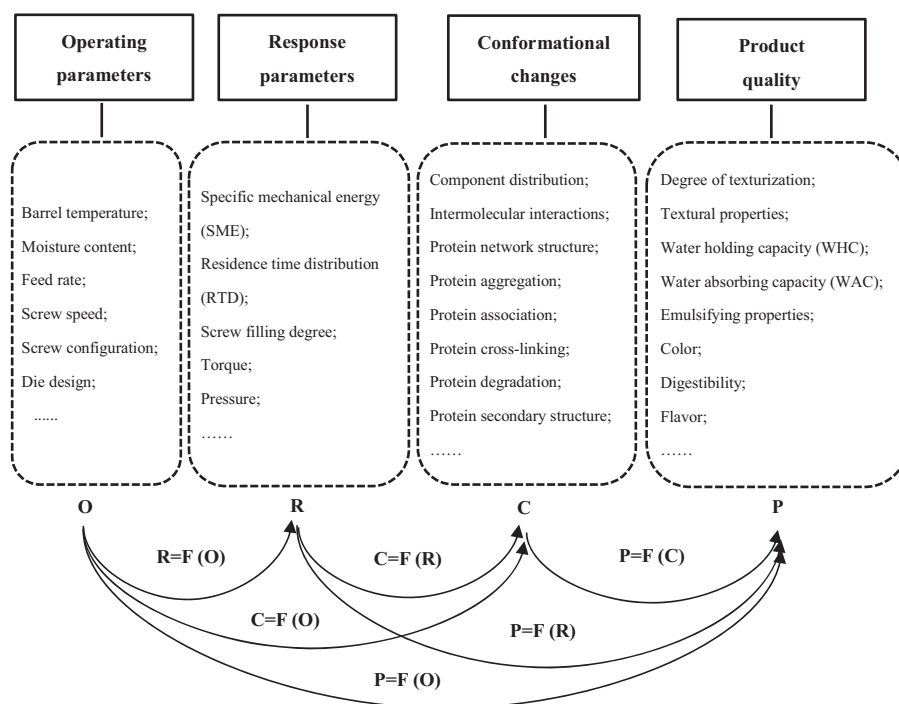 Operating
parameters
Response
parameters
Conformational
changes
Product
quality
Barrel temperature;
Moisture content;
Feed rate;
Screw speed;
Screw configuration;
Die design;
......
Specific mechanical energy
(SME);
Residence time distribution
(RTD);
Screw filling degree;
Torque;
Pressure;
……
Component distribution;
Intermolecular interactions;
Protein network structure;
Protein aggregation;
Protein association;
Protein cross-linking;
Protein degradation;
Protein secondary structure;
……
Degree of texturization;
Textural properties;
Water holding capacity (WHC);
Water absorbing capacity (WAC);
Emulsifying properties;
Color;
Digestibility;
Flavor;
……
O
R
C
P
R=F (O)
C=F (R)
P=F (C)
C=F (O)
P=F (R)
P=F (O)